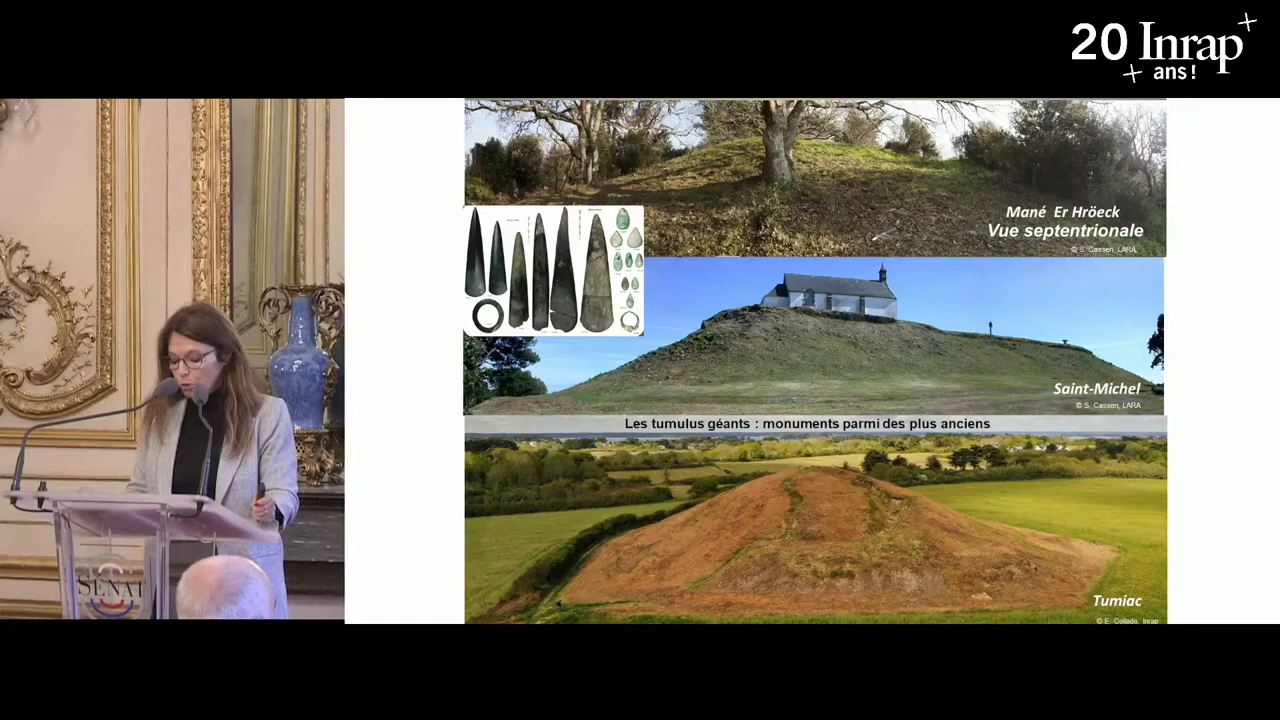 20 Inrap
ans !
Mané Er Hröeck
Vue septentrionale
© S. Cassen, LARA,
Saint-Michel
© S. Cassen, LARA
Les tumulus géants : monuments parmi des plus anciens
Tumiac
© E. Collado, Inrap
SÉNAT